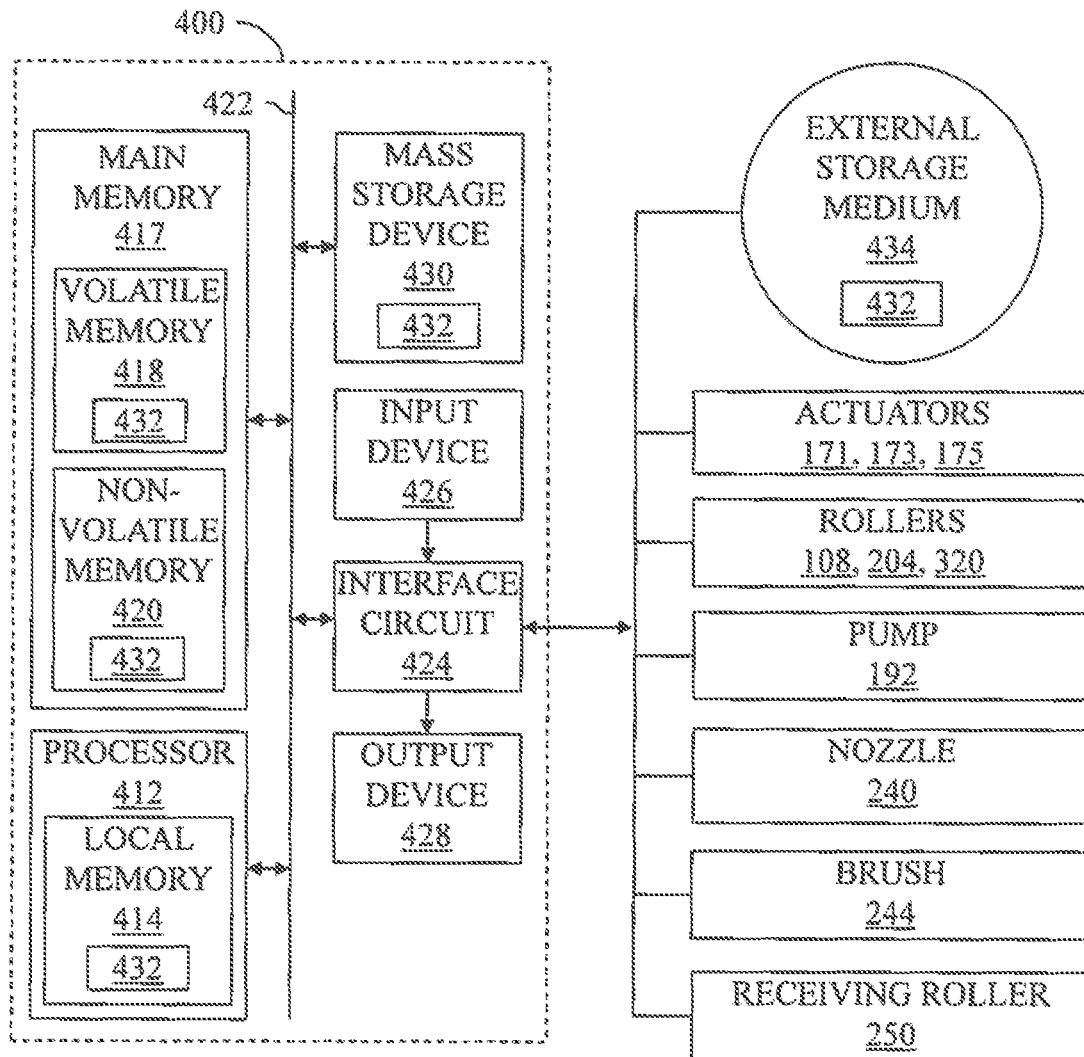 400
422
MAIN
MEMORY
417
VOLATILE
MEMORY
418
432
NON-
VOLATILE
MEMORY
420
432
PROCESSOR
412
LOCAL
MEMORY
414
432
MASS
STORAGE
DEVICE
430
432
INPUT
DEVICE
426
INTERFACE
CIRCUIT
424
OUTPUT
DEVICE
428
EXTERNAL
STORAGE
MEDIUM
434
432
ACTUATORS
171, 173, 175
ROLLERS
108, 204, 320
PUMP
192
NOZZLE
240
BRUSH
244
RECEIVING ROLLER
250